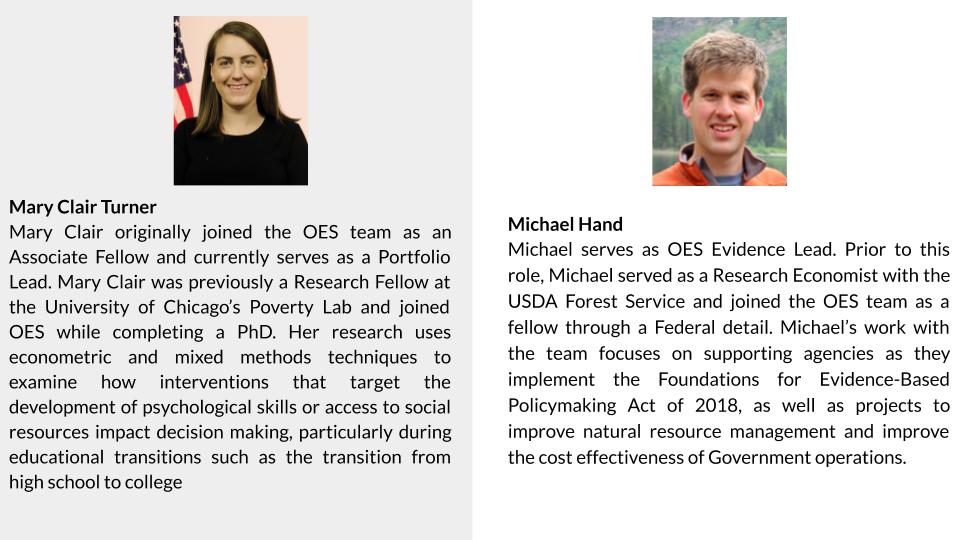 Mary Clair Turner
Mary Clair originally joined the OES team as an
Associate Fellow and currently serves as a Portfolio
Lead. Mary Clair was previously a Research Fellow at
the University of Chicago’s Poverty Lab and joined
OES while completing a PhD. Her research uses
econometric and mixed methods techniques to
examine how interventions that target the
development of psychological skills or access to social
resources impact decision making, particularly during
educational transitions such as the transition from
high school to college
Michael Hand
Michael serves as OES Evidence Lead. Prior to this
role, Michael served as a Research Economist with the
USDA Forest Service and joined the OES team as a
fellow through a Federal detail. Michael’s work with
the team focuses on supporting agencies as they
implement the Foundations for Evidence-Based
Policymaking Act of 2018, as well as projects to
improve natural resource management and improve
the cost effectiveness of Government operations.